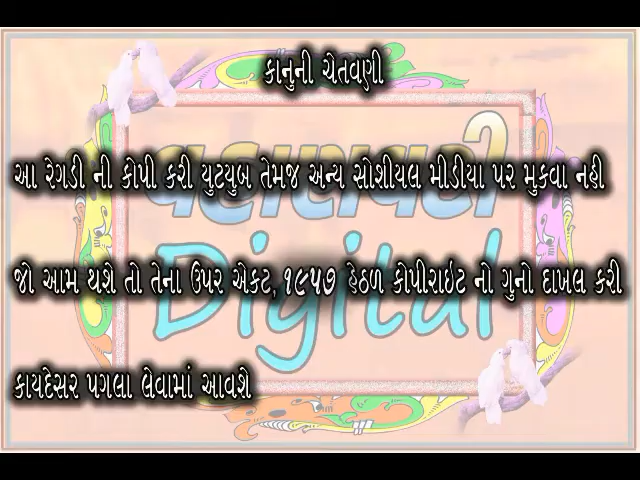 કાનુની ચેતવણી
આ રેગડી ની કોપી કરી યુટયુબ તેમજ અન્ય સોશીયલ મીડીયા પર મુકવા નહી
જો આમ થશે તો તેના ઉપર એકટ, ૧૯૫૭ હેઠળ કોપીરાઇટ નો ગુનો દાખલ કરી
કાયદેસર પગલા લેવામાં આવશે
Digital